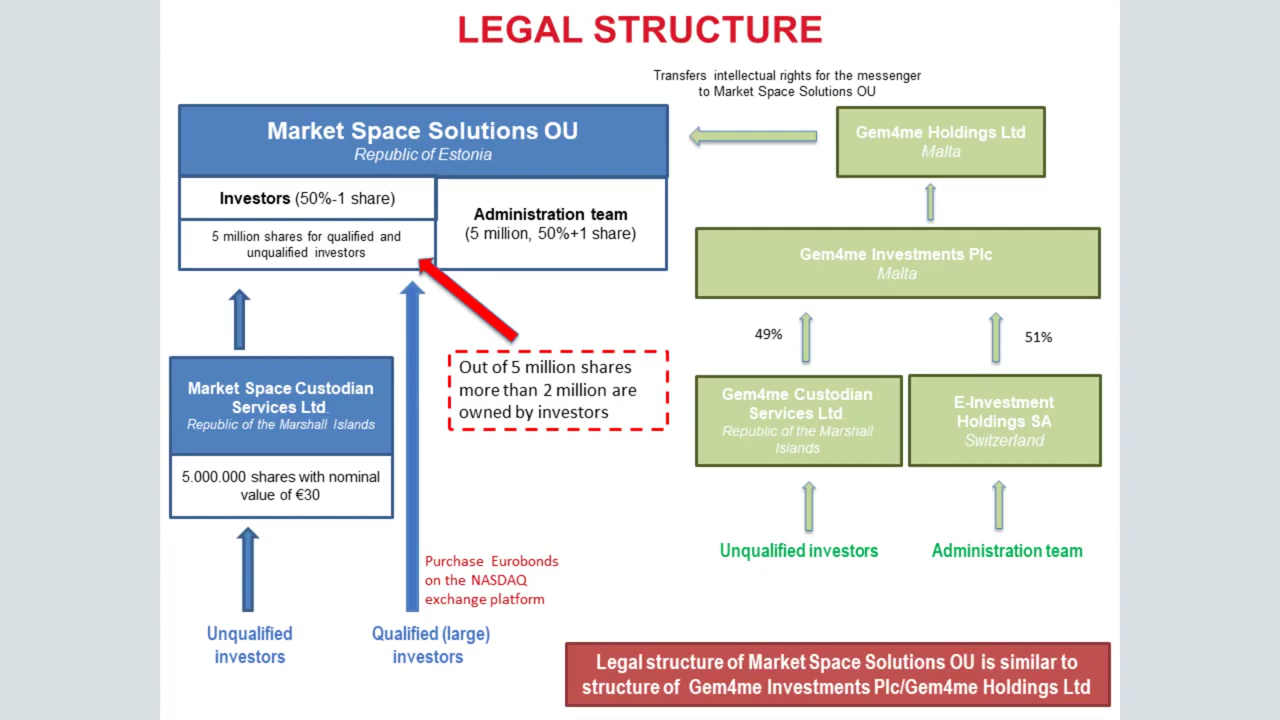 LEGAL STRUCTURE
Transfers intellectual rights for the messenger
to Market Space Solutions OU
Market Space Solutions OU
Republic of Estonia
Investors (50%-1 share)
5 million shares for qualified and
unqualified investors
Administration team
(5 million, 50%+1 share)
Gem4me Holdings Ltd
Malta
Gem4me Investments Plc
Malta
49%
51%
Out of 5 million shares
more than 2 million are
owned by investors
Market Space Custodian
Services Ltd.
Republic of the Marshall Islands
5.000.000 shares with nominal
value of €30
Gem4me Custodian
Services Ltd.
Republic of the Marshall
Islands
E-Investment
Holdings SA
Switzerland
Unqualified investors
Administration team
Purchase Eurobonds
on the NASDAQ
exchange platform
Unqualified
investors
Qualified (large)
investors
Legal structure of Market Space Solutions OU is similar to
structure of Gem4me Investments Plc/Gem4me Holdings Ltd